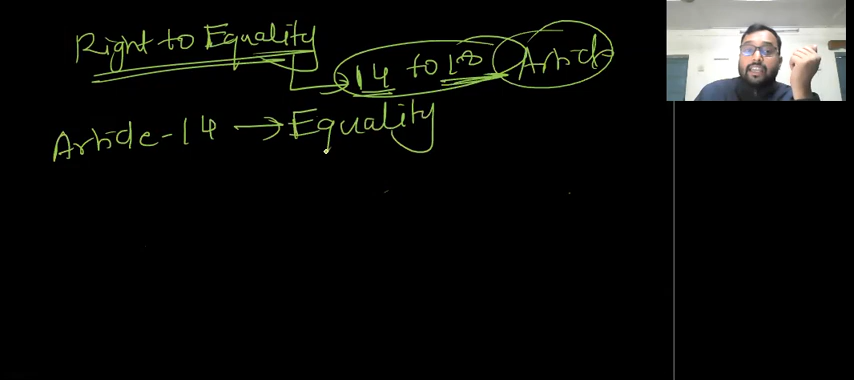 Right to Equality
14 to 18 Article
Article-14 → Equality